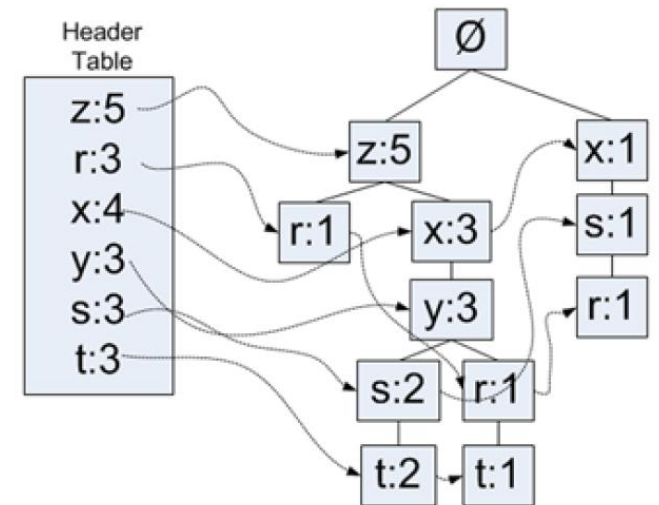 Header
Table
z:5
r:3
x:4
y:3
s:3
t:3
Ø
z:5
x:1
r:1
x:3
s:1
y:3
r:1
s:2
r:1
t:2
t:1